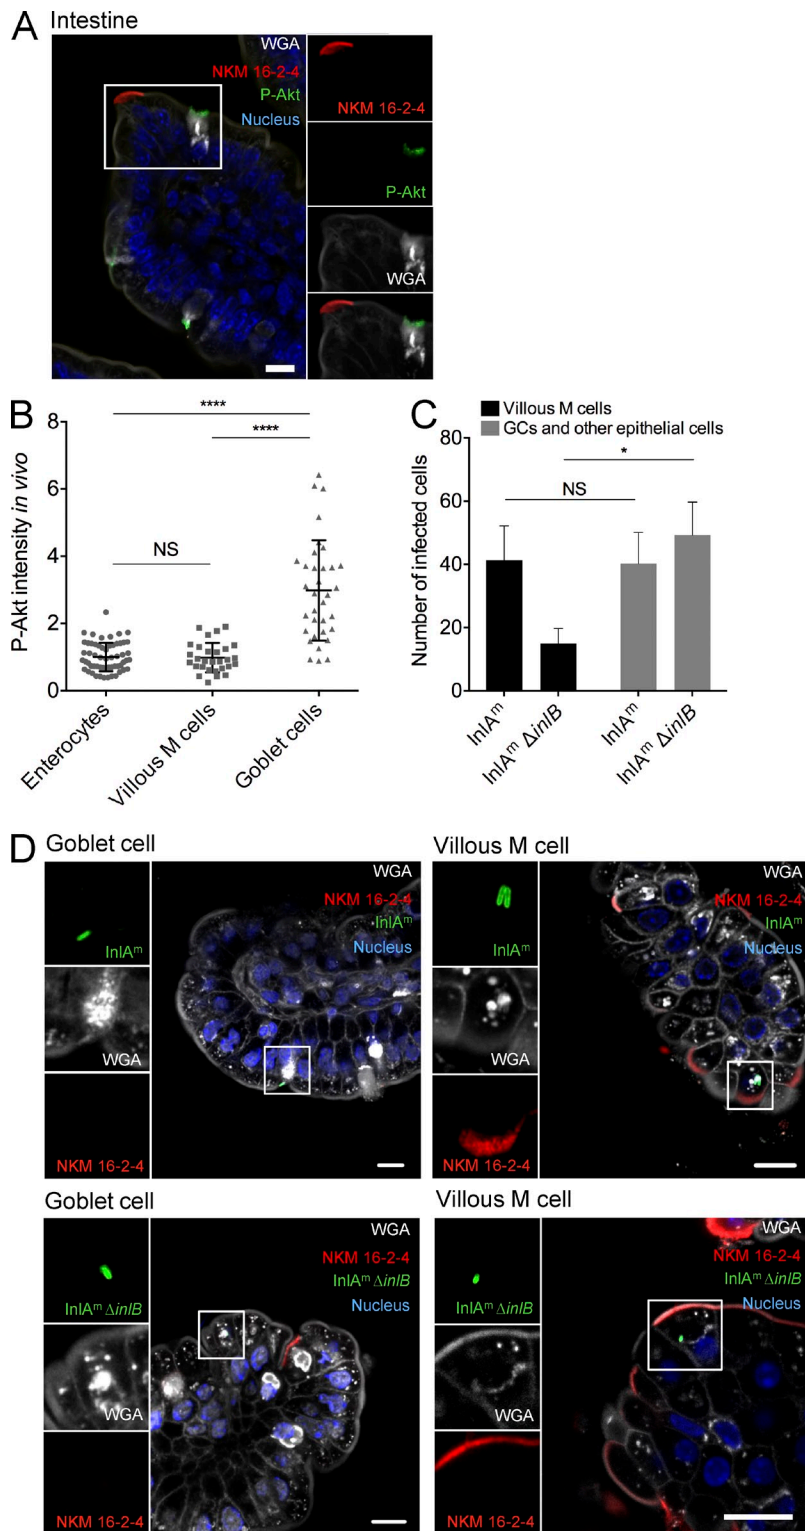 A
Intestine
WGA
NKM 16-2-4
P-Akt
Nucleus
NKM 16-2-4
P-Akt
WGA
B
P-Akt intensity in vivo
8
6
4
2
0
****
****
NS
Enterocytes
Villous M cells
Goblet cells
C
Villous M cells
GCs and other epithelial cells
Number of infected cells
80
60
40
20
0
*
NS
InlAᵐ
InlAᵐ ΔinlB
InlAᵐ
InlAᵐ ΔinlB
D
Goblet cell
InlAᵐ
WGA
NKM 16-2-4
WGA
NKM 16-2-4
InlAᵐ
Nucleus
Villous M cell
InlAᵐ
WGA
NKM 16-2-4
WGA
NKM 16-2-4
InlAᵐ
Nucleus
Goblet cell
InlAᵐ ΔinlB
WGA
NKM 16-2-4
WGA
NKM 16-2-4
InlAᵐ ΔinlB
Nucleus
Villous M cell
InlAᵐ ΔinlB
WGA
NKM 16-2-4
WGA
NKM 16-2-4
InlAᵐ ΔinlB
Nucleus